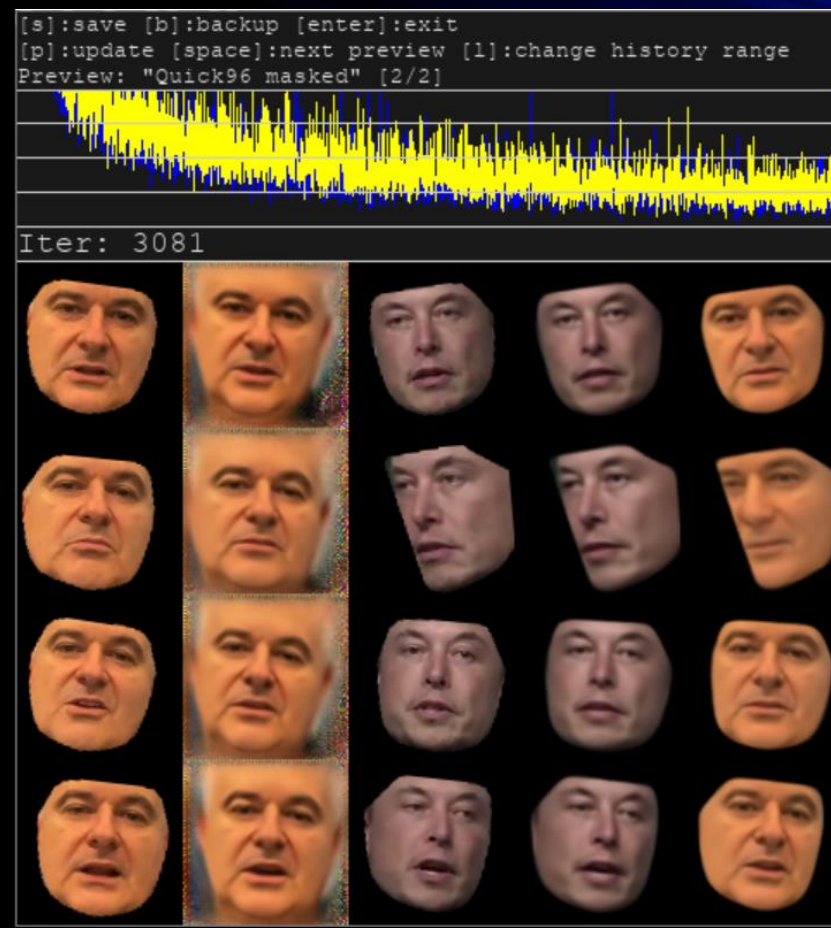 [s]:save [b]:backup [enter]:exit
[p]:update [space]:next preview [l]:change history range
Preview: "Quick96 masked" [2/2]
Iter: 3081